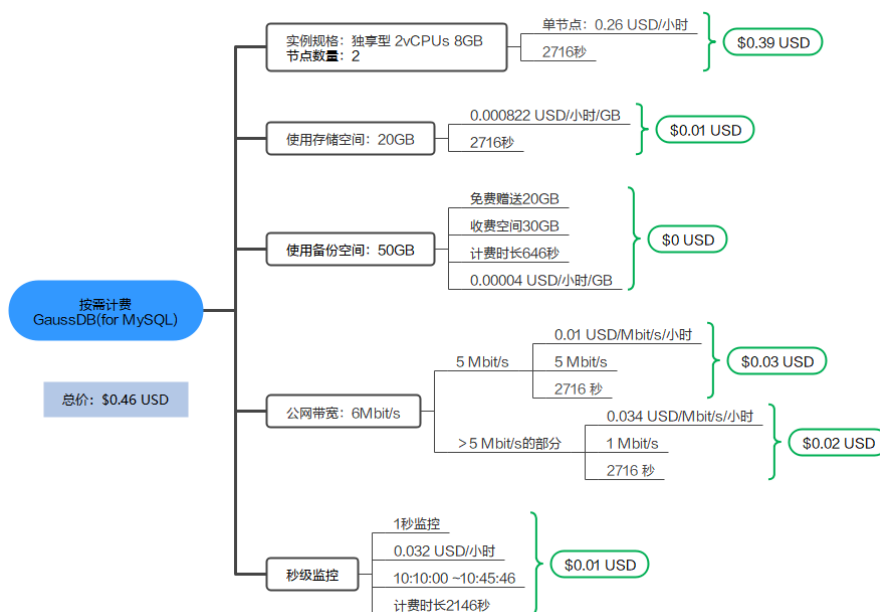 按需计费
GaussDB(for MySQL)
总价：$0.46 USD
实例规格：独享型 2vCPUs 8GB
节点数量：2
单节点：0.26 USD/小时
2716秒
$0.39 USD
使用存储空间：20GB
0.000822 USD/小时/GB
2716秒
$0.01 USD
使用备份空间：50GB
免费赠送20GB
收费空间30GB
计费时长646秒
0.00004 USD/小时/GB
$0 USD
公网带宽：6Mbit/s
5 Mbit/s
0.01 USD/Mbit/s/小时
5 Mbit/s
2716 秒
$0.03 USD
>5 Mbit/s的部分
0.034 USD/Mbit/s/小时
1 Mbit/s
2716 秒
$0.02 USD
秒级监控
1秒监控
0.032 USD/小时
10:10:00 ~10:45:46
计费时长2146秒
$0.01 USD